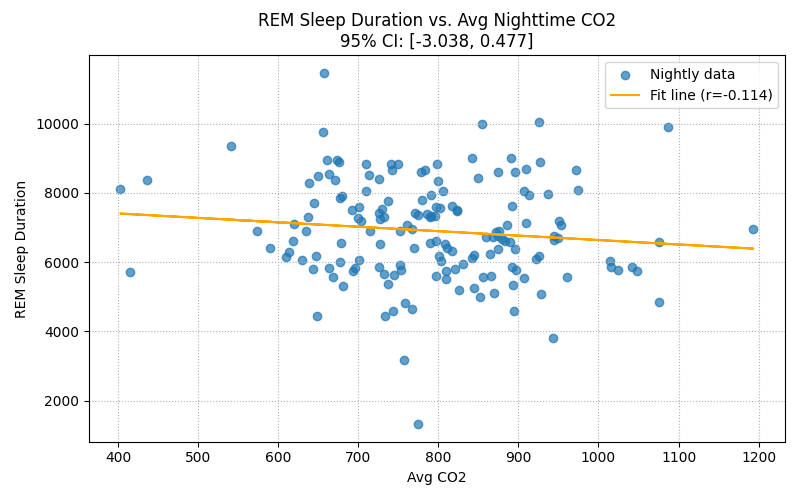 REM Sleep Duration vs. Avg Nighttime CO2
95% CI: [-3.038, 0.477]
Nightly data
Fit line (r=-0.114)
REM Sleep Duration
10000
8000
6000
4000
2000
400 500 600 700 800 900 1000 1100 1200
Avg CO2